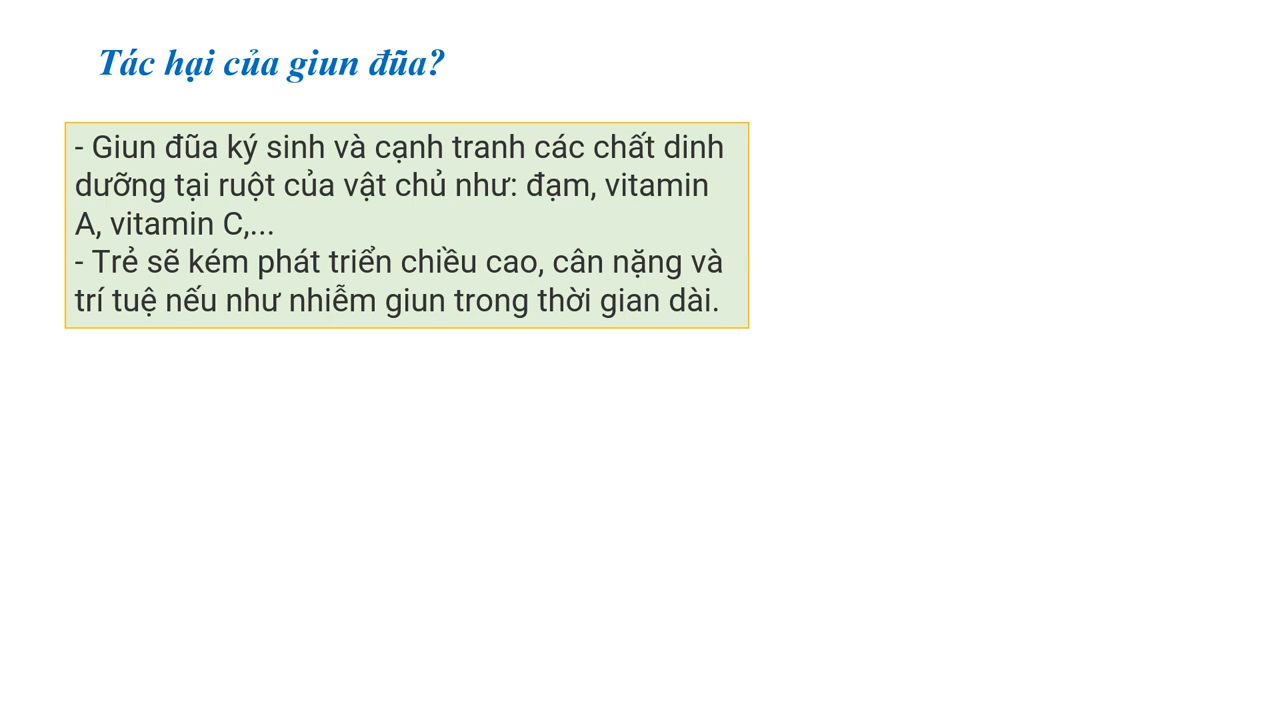 Tác hại của giun đũa?
- Giun đũa ký sinh và cạnh tranh các chất dinh
dưỡng tại ruột của vật chủ như: đạm, vitamin
A, vitamin C,...
- Trẻ sẽ kém phát triển chiều cao, cân nặng và
trí tuệ nếu như nhiễm giun trong thời gian dài.